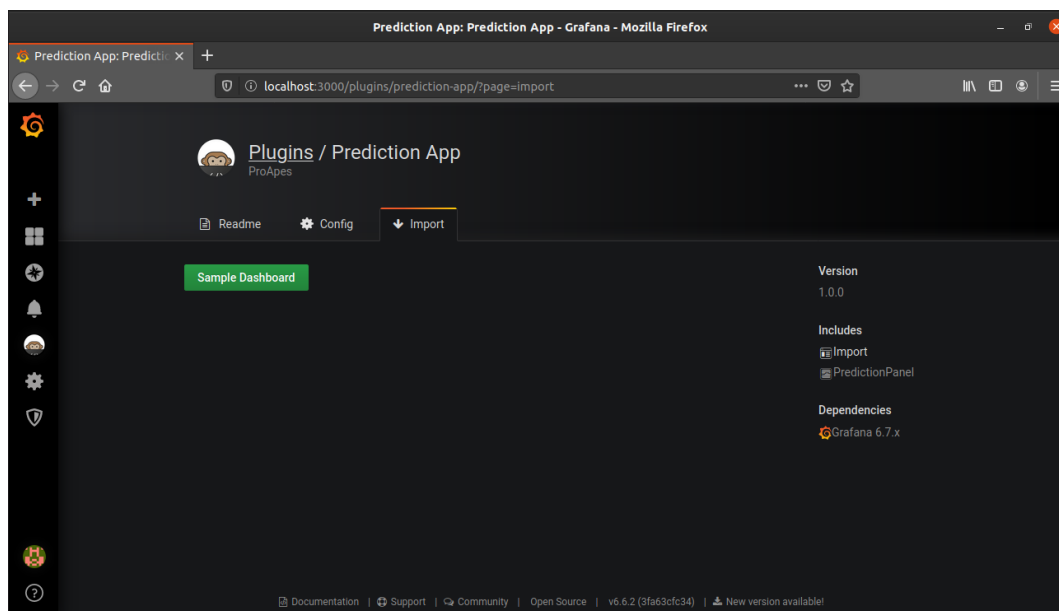 Prediction App: Prediction App - Grafana - Mozilla Firefox
Prediction App: Predictio
localhost:3000/plugins/prediction-app/?page=import
Plugins / Prediction App
ProApes
Readme
Config
Import
Sample Dashboard
Version
1.0.0
Includes
Import
PredictionPanel
Dependencies
Grafana 6.7.x
Documentation | Support | Community | Open Source | v6.6.2 (3fa63cfc34) | New version available!